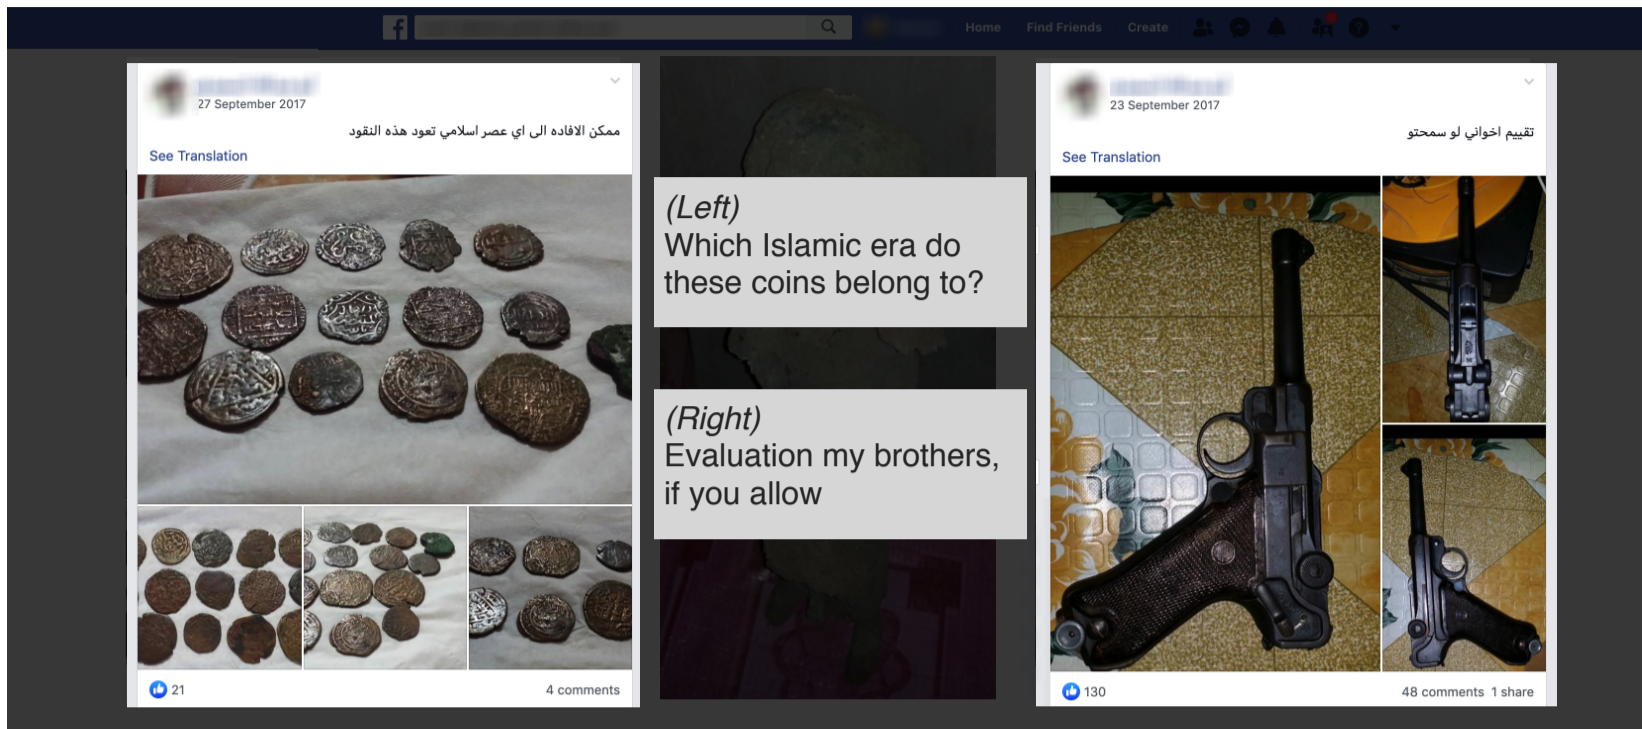 f
Home Find Friends Create
27 September 2017
ممكن الافاده الى اي عصر اسلامي تعود هذه النقود
See Translation
21
4 comments
(Left)
Which Islamic era do
these coins belong to?
(Right)
Evaluation my brothers,
if you allow
23 September 2017
تقييم اخواني لو سمحتو
See Translation
130
48 comments 1 share